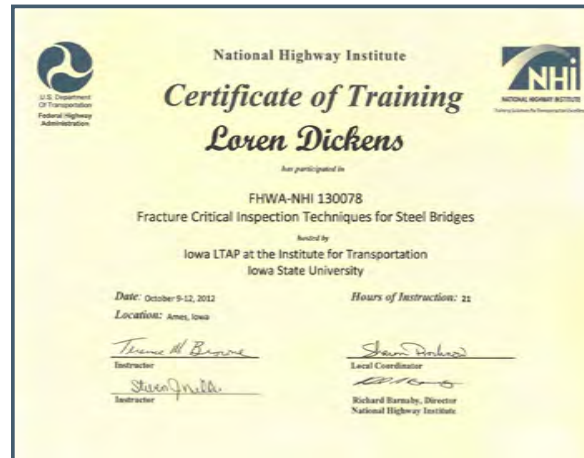 U.S. Department
Of Transportation
Federal Highway
Administration
National Highway Institute
NHI
NATIONAL HIGHWAY INSTITUTE
Certificate of Training
Loren Dickens
has participated in
FHWA-NHI 130078
Fracture Critical Inspection Techniques for Steel Bridges
hosted by
Iowa LTAP at the Institute for Transportation
Iowa State University
Date: October 9-12, 2012
Hours of Instruction: 21
Location: Ames, Iowa
Instructor
Local Coordinator
Instructor
Richard Barnaby, Director
National Highway Institute